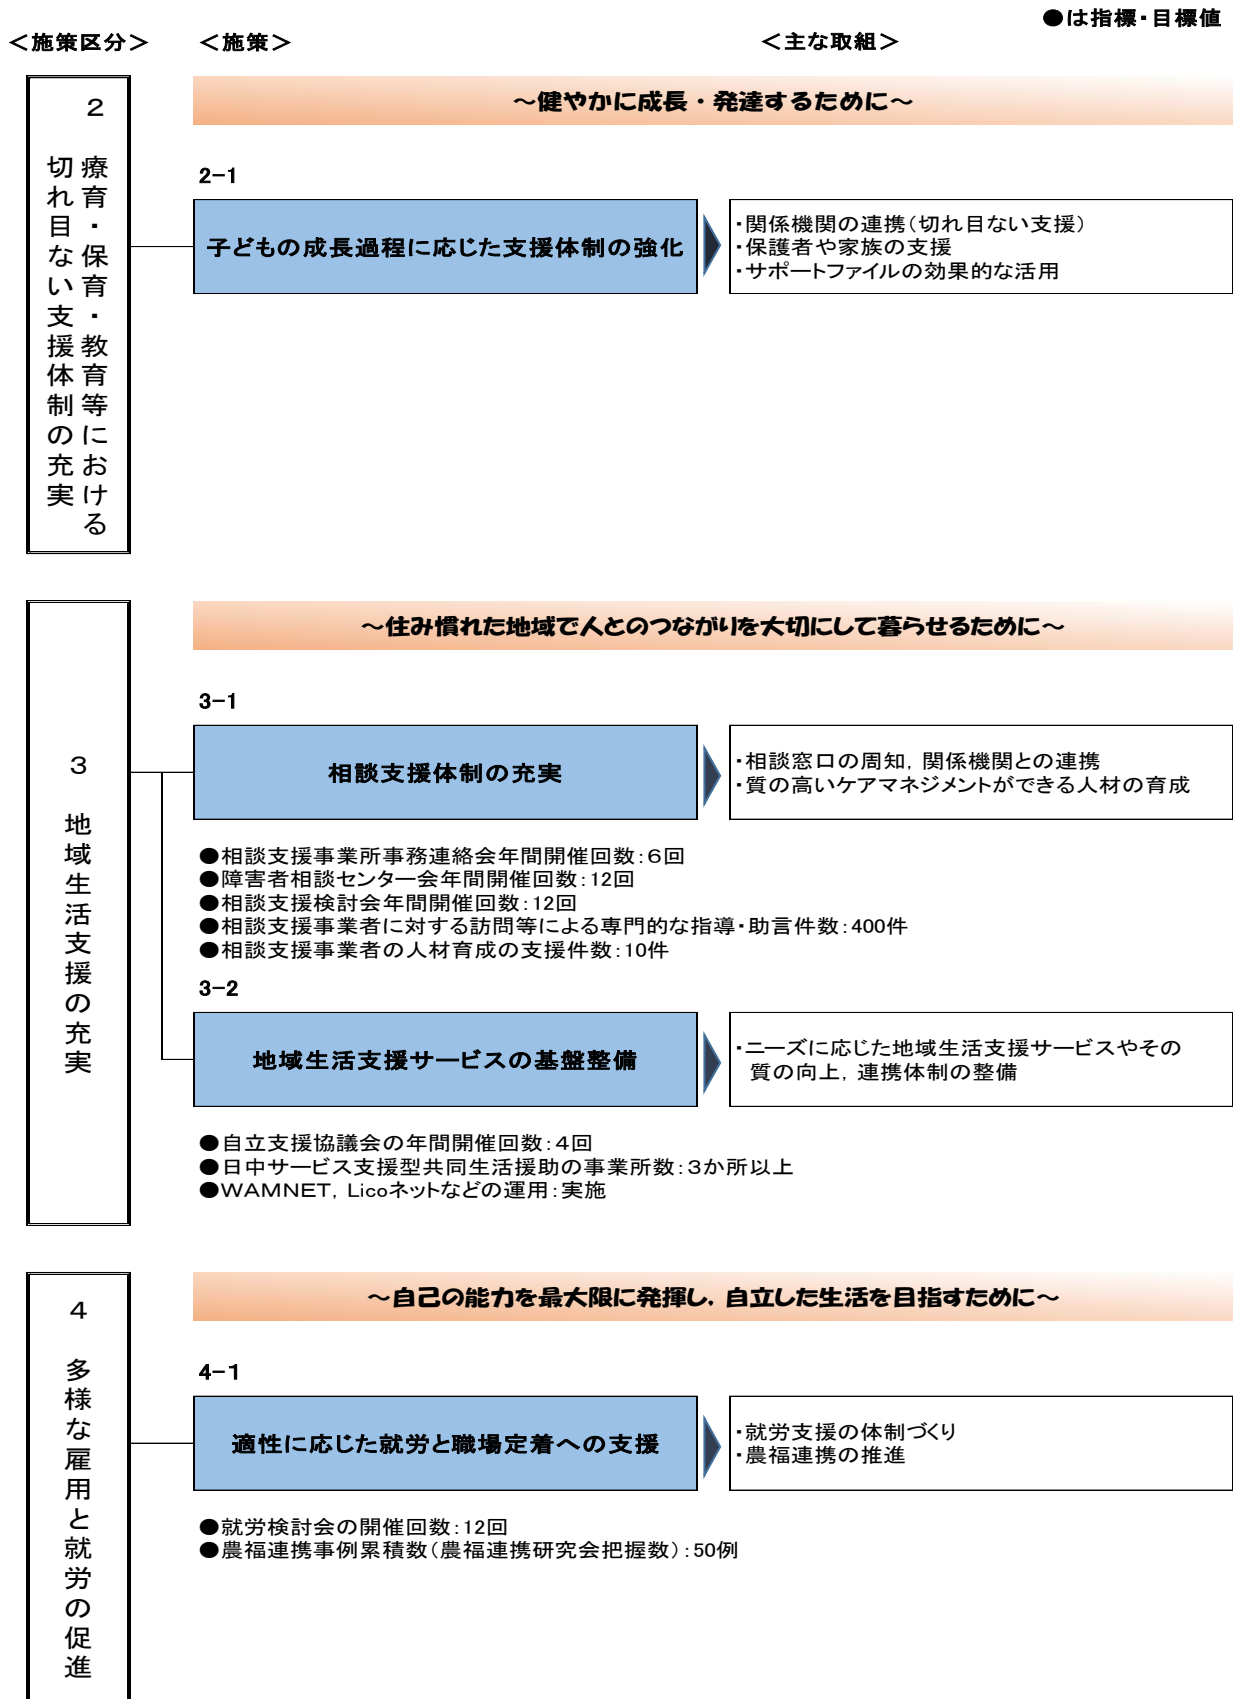 ●は指標・目標値
＜施策区分＞
＜施策＞
＜主な取組＞
2
療育・保育・教育等における
切れ目ない支援体制の充実
～健やかに成長・発達するために～
2-1
子どもの成長過程に応じた支援体制の強化
・関係機関の連携（切れ目ない支援）
・保護者や家族の支援
・サポートファイルの効果的な活用
3 地域生活支援の充実
～住み慣れた地域で人とのつながりを大切にして暮らせるために～
3-1
相談支援体制の充実
・相談窓口の周知，関係機関との連携
・質の高いケアマネジメントができる人材の育成
●相談支援事業所事務連絡会年間開催回数：６回
●障害者相談センター会年間開催回数：12回
●相談支援検討会年間開催回数：12回
●相談支援事業者に対する訪問等による専門的な指導・助言件数：400件
●相談支援事業者の人材育成の支援件数：10件
3-2
地域生活支援サービスの基盤整備
・ニーズに応じた地域生活支援サービスやその
質の向上，連携体制の整備
●自立支援協議会の年間開催回数：４回
●日中サービス支援型共同生活援助の事業所数：３か所以上
●WAMNET，Licoネットなどの運用：実施
4 多様な雇用と就労の促進
～自己の能力を最大限に発揮し，自立した生活を目指すために～
4-1
適性に応じた就労と職場定着への支援
・就労支援の体制づくり
・農福連携の推進
●就労検討会の開催回数：12回
●農福連携事例累積数（農福連携研究会把握数）：50例